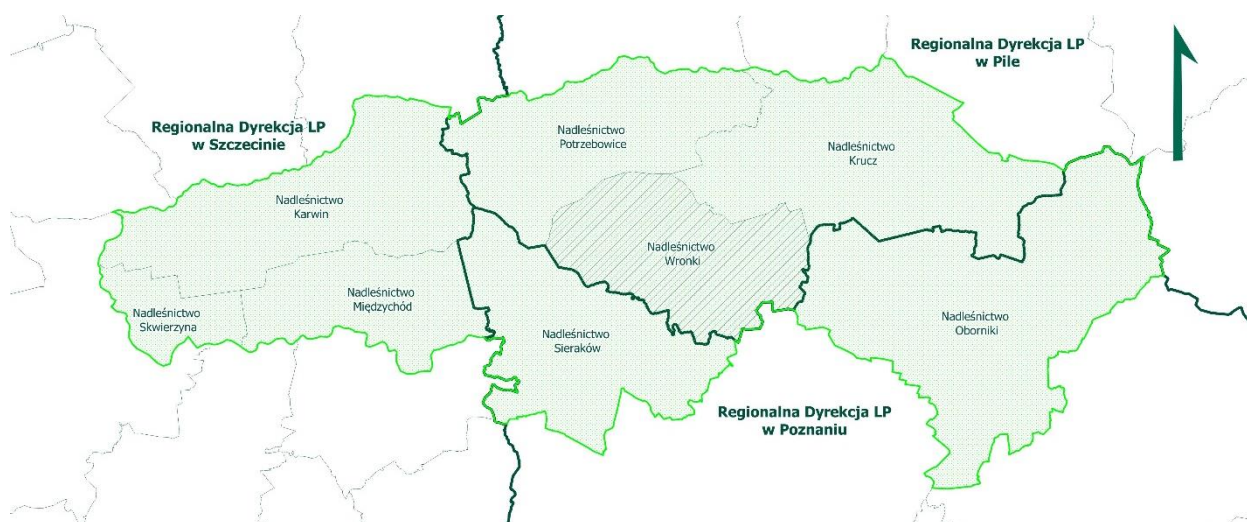 Regionalna Dyrekcja LP
w Pile
Regionalna Dyrekcja LP
w Szczecinie
Nadleśnictwo
Potrzebowice
Nadleśnictwo
Krucz
Nadleśnictwo
Karwin
Nadleśnictwo
Wronki
Nadleśnictwo
Międzychód
Nadleśnictwo
Skwierzyna
Nadleśnictwo
Sieraków
Nadleśnictwo
Oborniki
Regionalna Dyrekcja LP
w Poznaniu